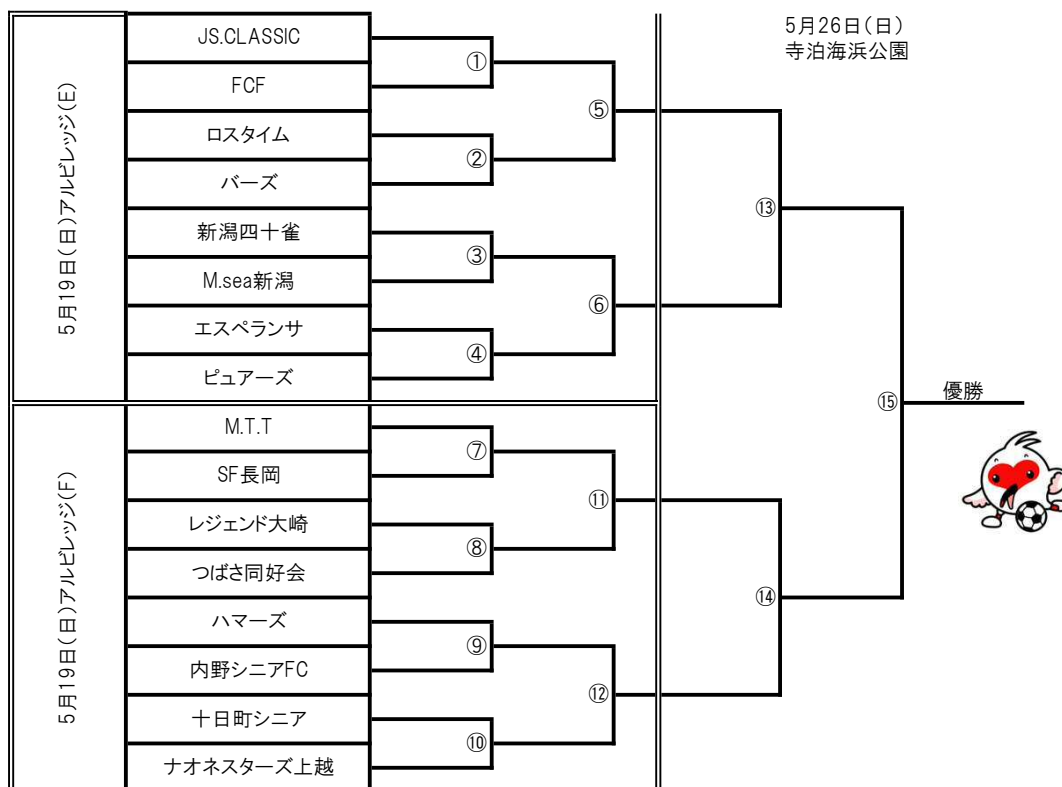 5月26日(日)
寺泊海浜公園
5月19日(日)アルビレッジ(E)
JS.CLASSIC
FCF
ロスタイム
バーズ
新潟四十雀
M.sea新潟
エスペランサ
ピュアーズ
①
②
③
④
⑤
⑥
⑬
5月19日(日)アルビレッジ(F)
M.T.T
SF長岡
レジェンド大崎
つばさ同好会
ハマーズ
内野シニアFC
十日町シニア
ナオネスターズ上越
⑦
⑧
⑨
⑩
⑪
⑫
⑭
⑮
優勝